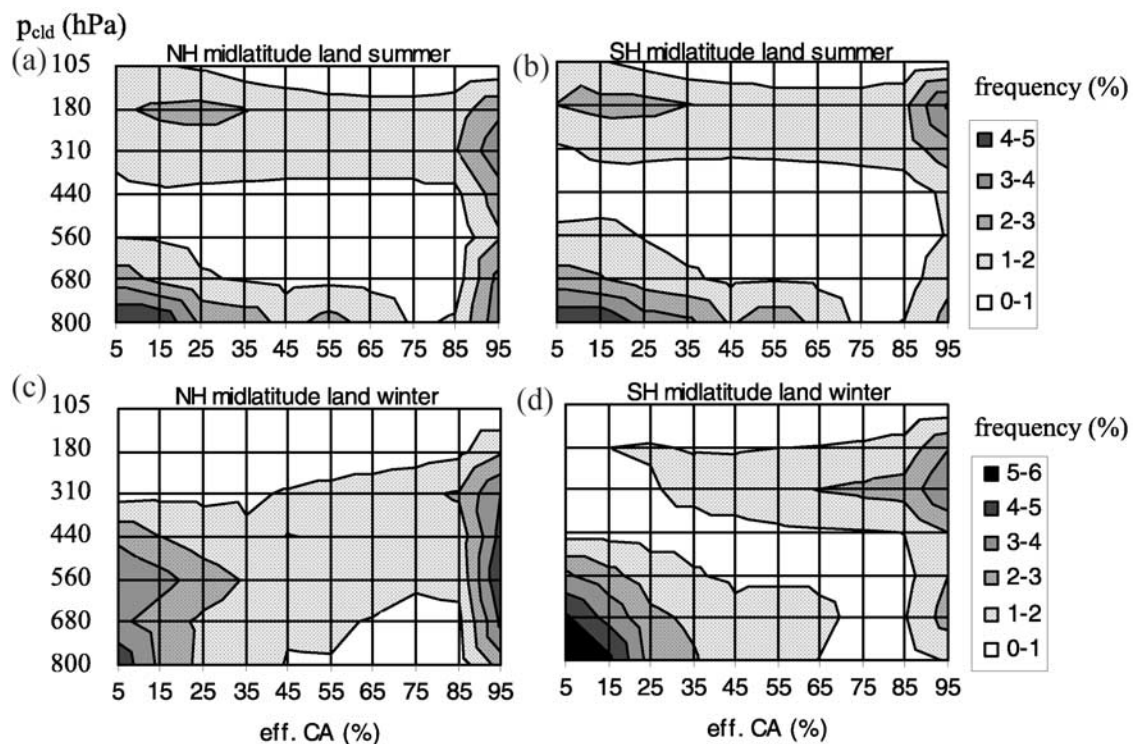 p_cld (hPa)
(a) NH midlatitude land summer
105
180
310
440
560
680
800
5 15 25 35 45 55 65 75 85 95
(b) SH midlatitude land summer
5 15 25 35 45 55 65 75 85 95
frequency (%)
4-5
3-4
2-3
1-2
0-1
(c) NH midlatitude land winter
105
180
310
440
560
680
800
5 15 25 35 45 55 65 75 85 95
eff. CA (%)
(d) SH midlatitude land winter
5 15 25 35 45 55 65 75 85 95
eff. CA (%)
frequency (%)
5-6
4-5
3-4
2-3
1-2
0-1